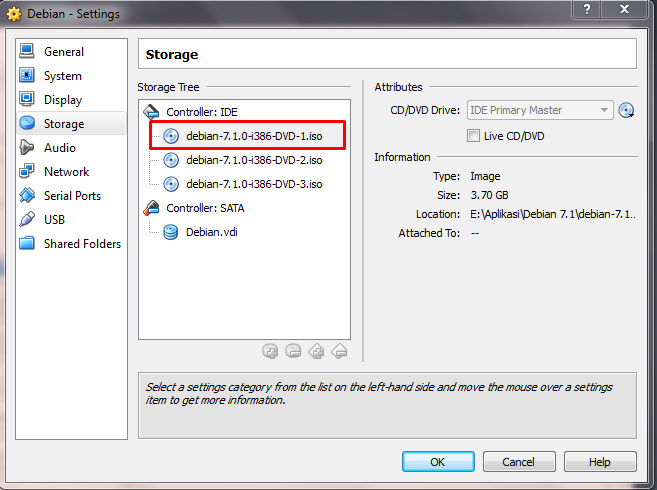 Debian - Settings
General
System
Display
Storage
Audio
Network
Serial Ports
USB
Shared Folders
Storage
Storage Tree
Controller: IDE
debian-7.1.0-i386-DVD-1.iso
debian-7.1.0-i386-DVD-2.iso
debian-7.1.0-i386-DVD-3.iso
Controller: SATA
Debian.vdi
Attributes
CD/DVD Drive: IDE Primary Master
Live CD/DVD
Information
Type: Image
Size: 3.70 GB
Location: E:\Aplikasi\Debian 7.1\debian-7.1...
Attached To: --
Select a settings category from the list on the left-hand side and move the mouse over a settings
item to get more information.
OK Cancel Help